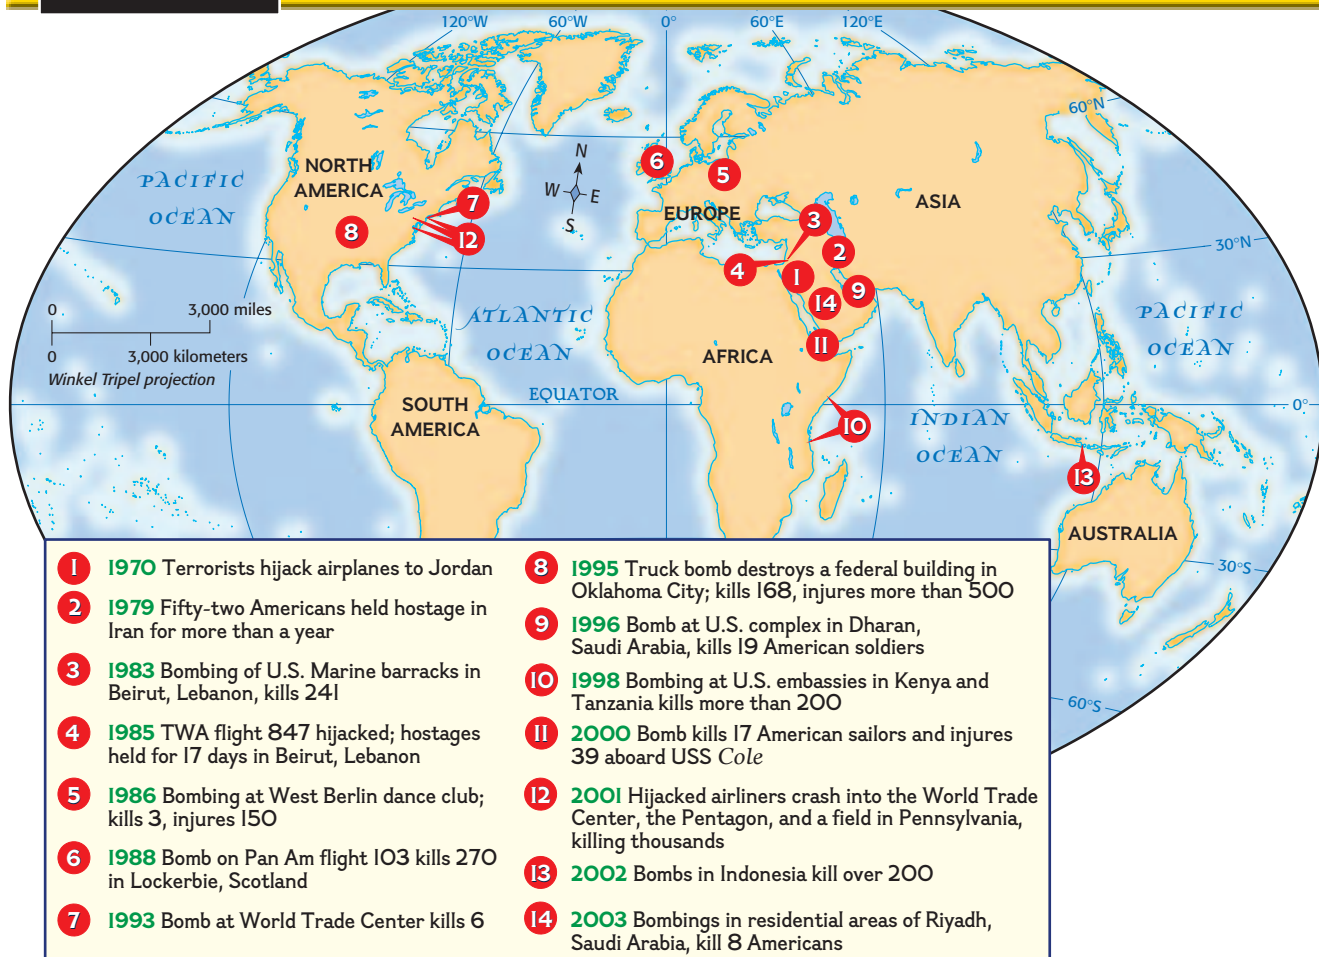 120°W 60°W 0° 60°E 120°E
60°N
NORTH
AMERICA
PACIFIC
OCEAN
N
W E
S
6
5
EUROPE
ASIA
7
8
12
3
2
30°N
4
1
9
14
0 3,000 miles
0 3,000 kilometers
Winkel Tripel projection
ATLANTIC
OCEAN
PACIFIC
OCEAN
11
AFRICA
EQUATOR
0°
SOUTH
AMERICA
10
INDIAN
OCEAN
13
AUSTRALIA
30°S
60°S
1 1970 Terrorists hijack airplanes to Jordan
2 1979 Fifty-two Americans held hostage in
Iran for more than a year
3 1983 Bombing of U.S. Marine barracks in
Beirut, Lebanon, kills 241
4 1985 TWA flight 847 hijacked; hostages
held for 17 days in Beirut, Lebanon
5 1986 Bombing at West Berlin dance club;
kills 3, injures 150
6 1988 Bomb on Pan Am flight 103 kills 270
in Lockerbie, Scotland
7 1993 Bomb at World Trade Center kills 6
8 1995 Truck bomb destroys a federal building in
Oklahoma City; kills 168, injures more than 500
9 1996 Bomb at U.S. complex in Dharan,
Saudi Arabia, kills 19 American soldiers
10 1998 Bombing at U.S. embassies in Kenya and
Tanzania kills more than 200
11 2000 Bomb kills 17 American sailors and injures
39 aboard USS Cole
12 2001 Hijacked airliners crash into the World Trade
Center, the Pentagon, and a field in Pennsylvania,
killing thousands
13 2002 Bombs in Indonesia kill over 200
14 2003 Bombings in residential areas of Riyadh,
Saudi Arabia, kill 8 Americans